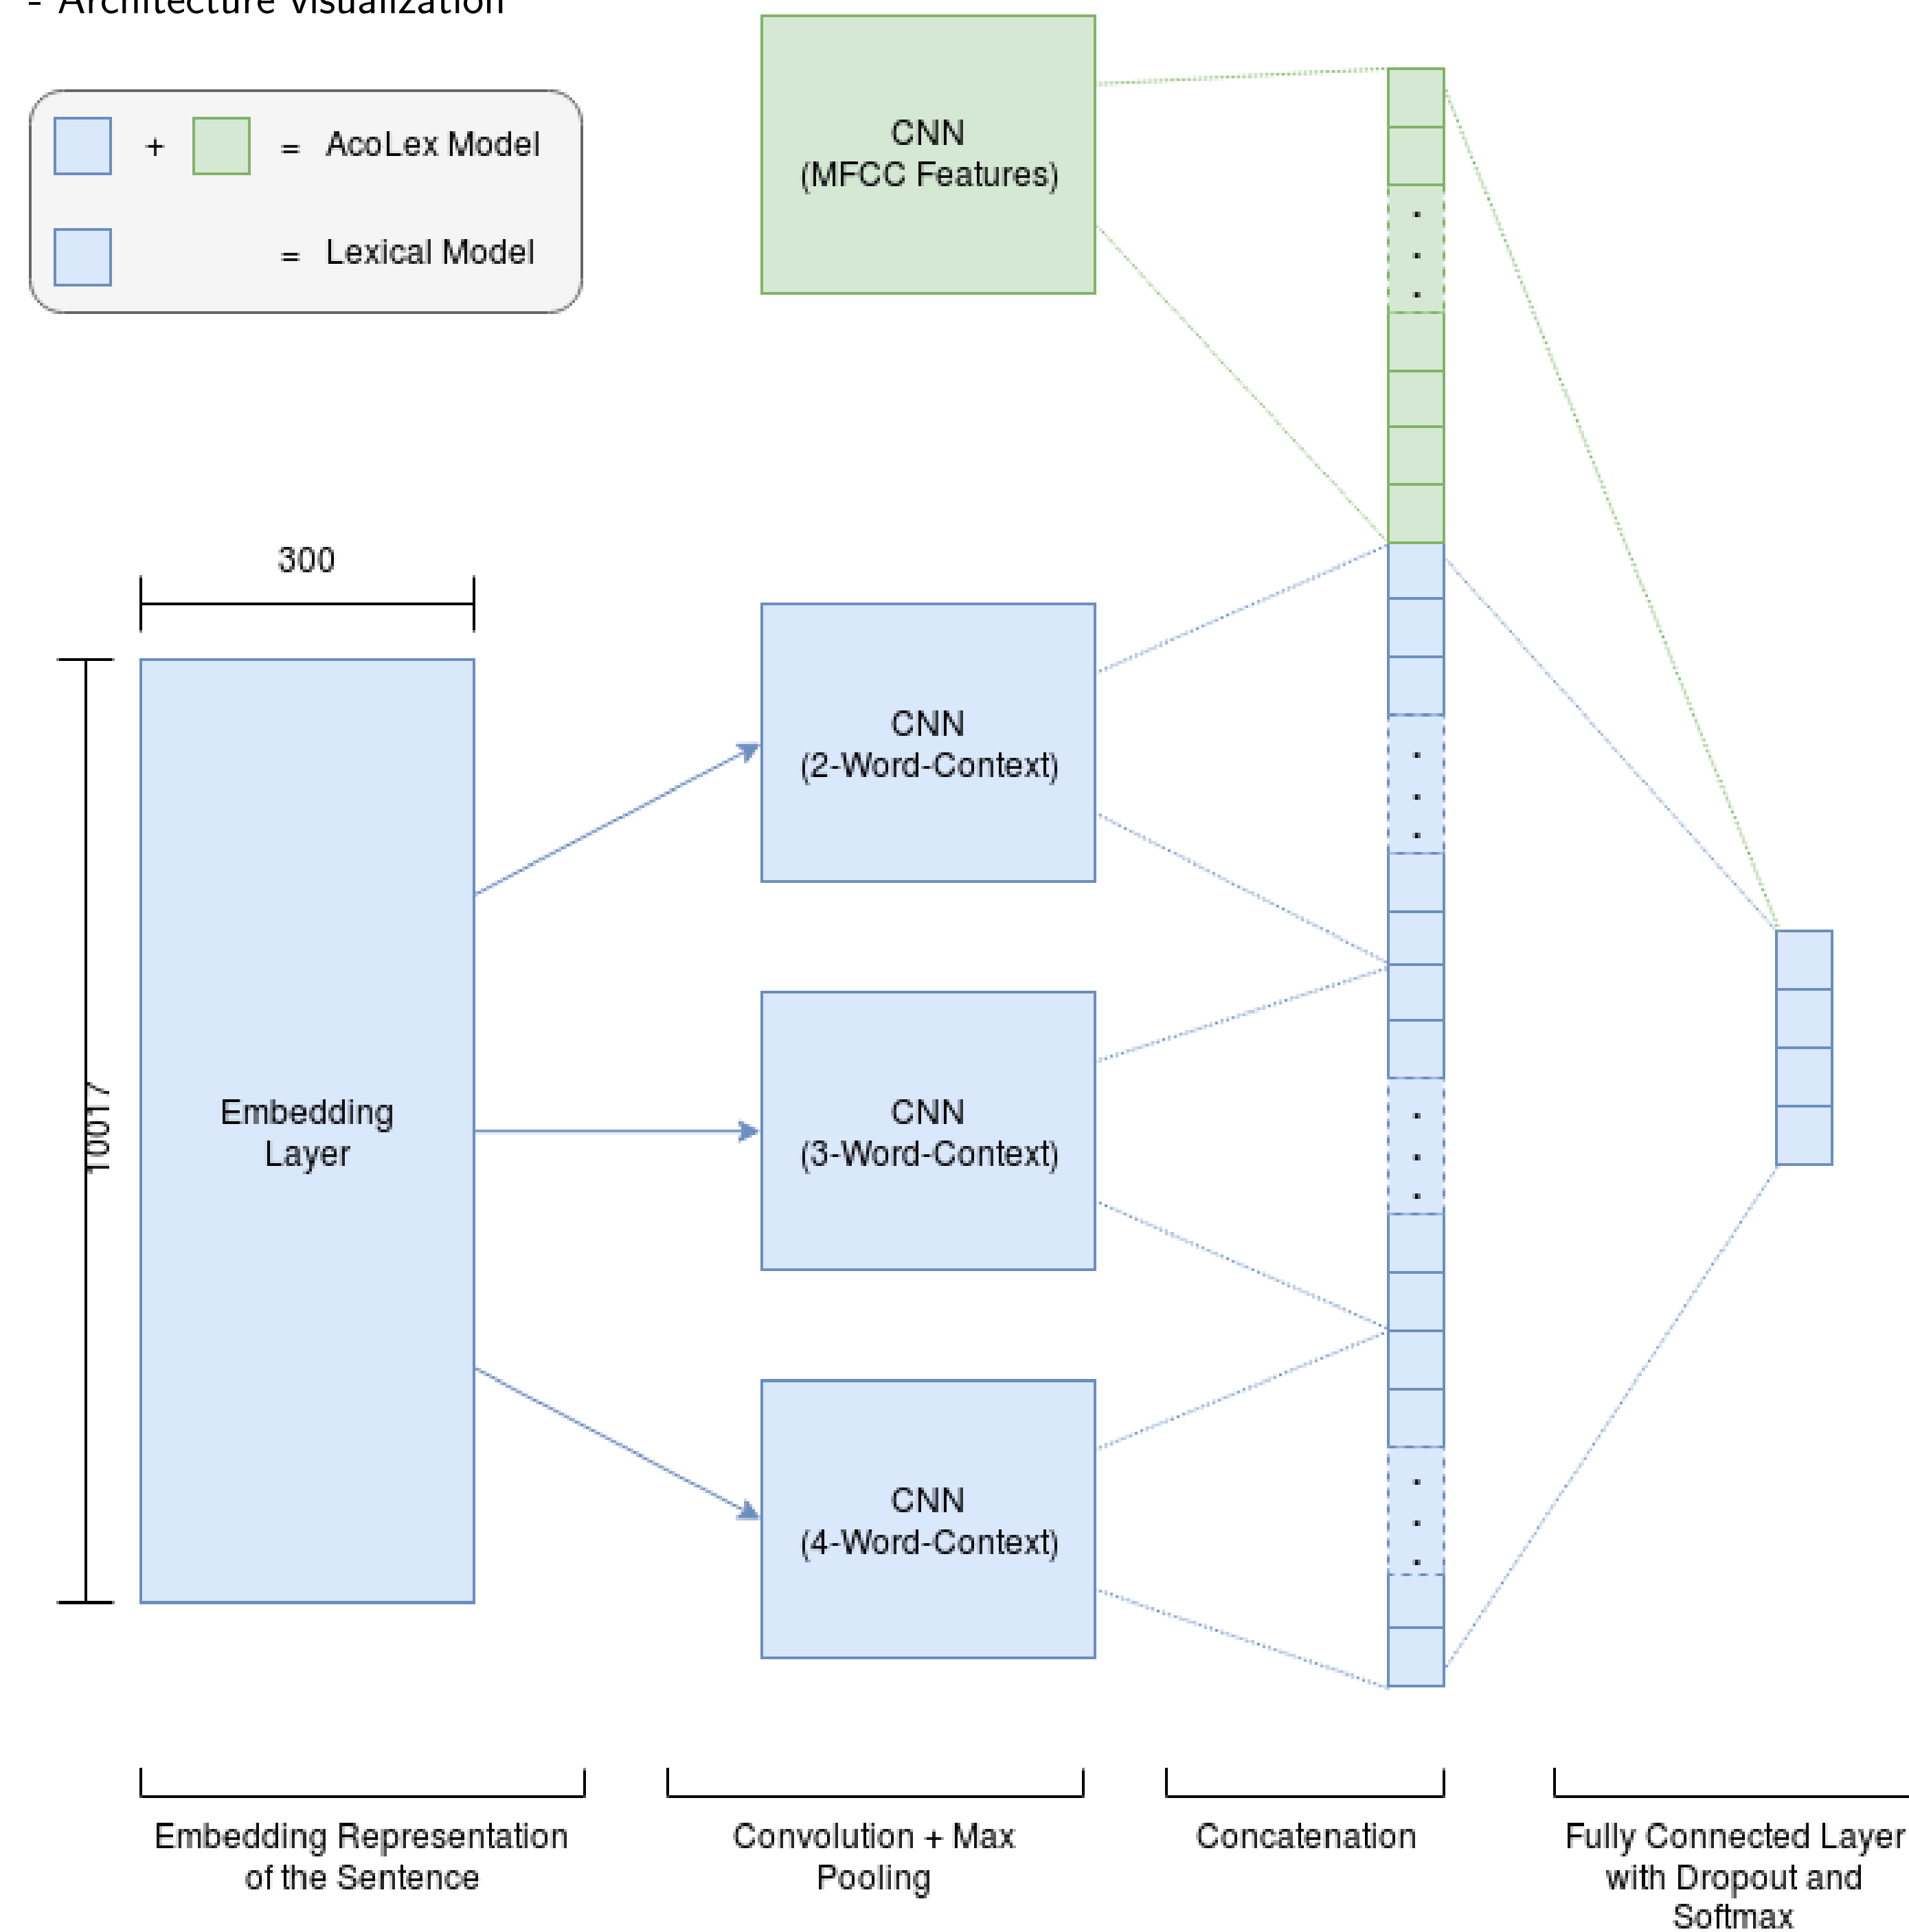 - Architecture visualization
+ = AcoLex Model
= Lexical Model
CNN
(MFCC Features)
300
10017
Embedding
Layer
CNN
(2-Word-Context)
CNN
(3-Word-Context)
CNN
(4-Word-Context)
Embedding Representation
of the Sentence
Convolution + Max
Pooling
Concatenation
Fully Connected Layer
with Dropout and
Softmax